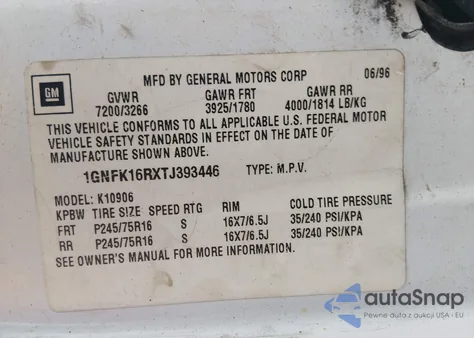 GM
MFD BY GENERAL MOTORS CORP 06/96
GVWR GAWR FRT GAWR RR
7200/3266 3925/1780 4000/1814 LB/KG
THIS VEHICLE CONFORMS TO ALL APPLICABLE U.S. FEDERAL MOTOR
VEHICLE SAFETY STANDARDS IN EFFECT ON THE DATE OF
MANUFACTURE SHOWN ABOVE.
1GNFK16RXTJ393446 TYPE: M.P.V.
MODEL: K10906
KPBW TIRE SIZE SPEED RTG RIM COLD TIRE PRESSURE
FRT P245/75R16 S 16X7/6.5J 35/240 PSI/KPA
RR P245/75R16 S 16X7/6.5J 35/240 PSI/KPA
SEE OWNER'S MANUAL FOR MORE INFORMATION.
autoSnap
Pewne auta z aukcji USA - EU